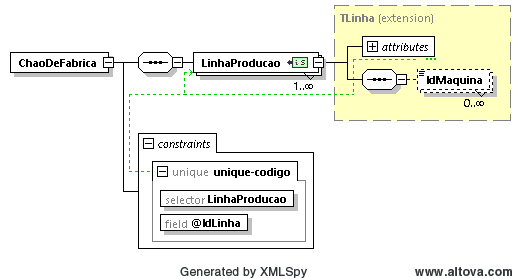 TLinha (extension)
ChaoDeFabrica
LinhaProducao
is
1..∞
attributes
IdMaquina
0..∞
constraints
unique unique-codigo
selector LinhaProducao
field @IdLinha
Generated by XMLSpy
www.altova.com